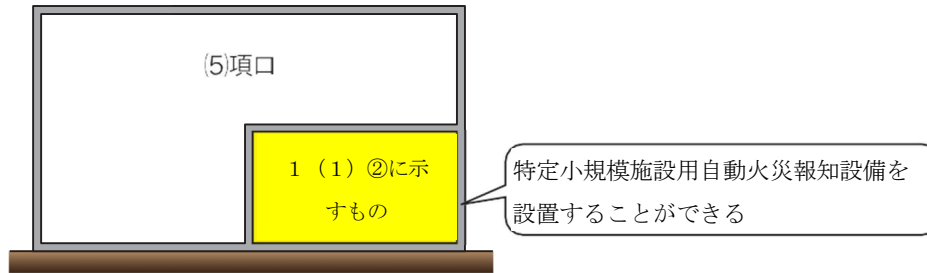 ⑸項ロ
１（１）②に示
すもの
特定小規模施設用自動火災報知設備を
設置することができる